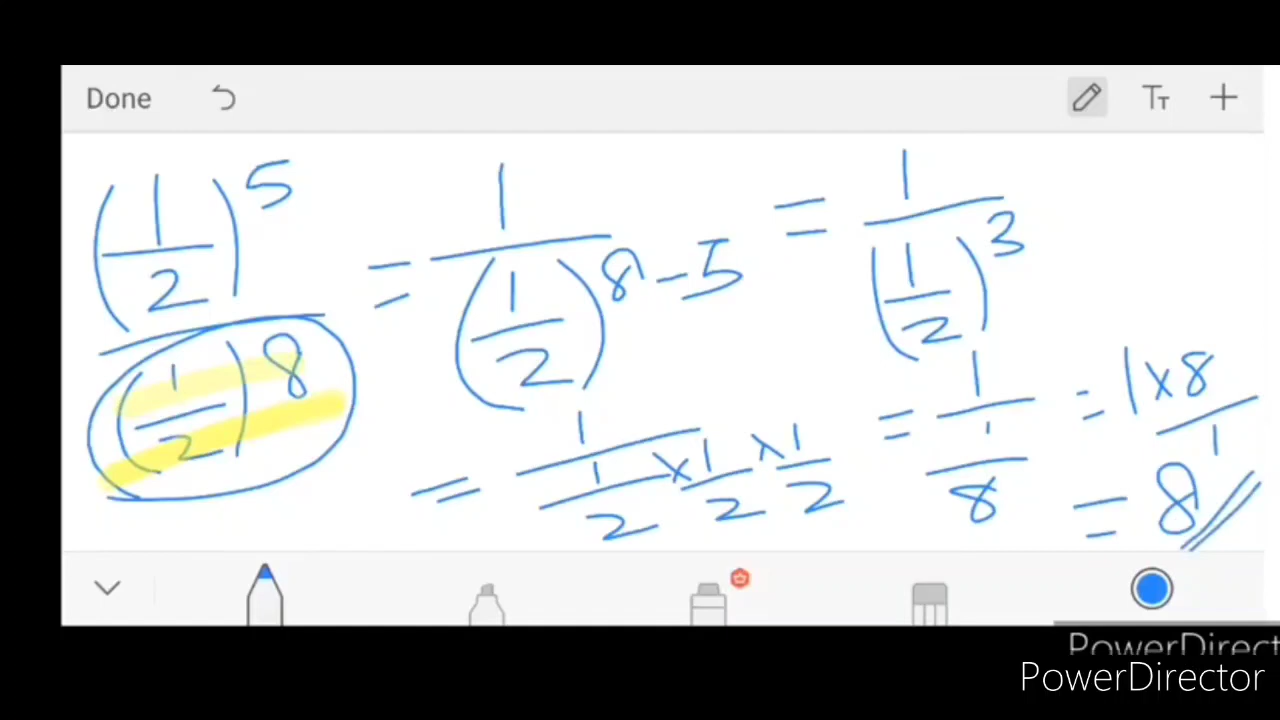 Done
(1/2)^5 / (1/2)^8 = 1 / (1/2)^8-5 = 1 / (1/2)^3
= 1 / 1/2 × 1/2 × 1/2 = 1 / 1/8 = 1×8 / 1
= 8
PowerDirect
PowerDirector